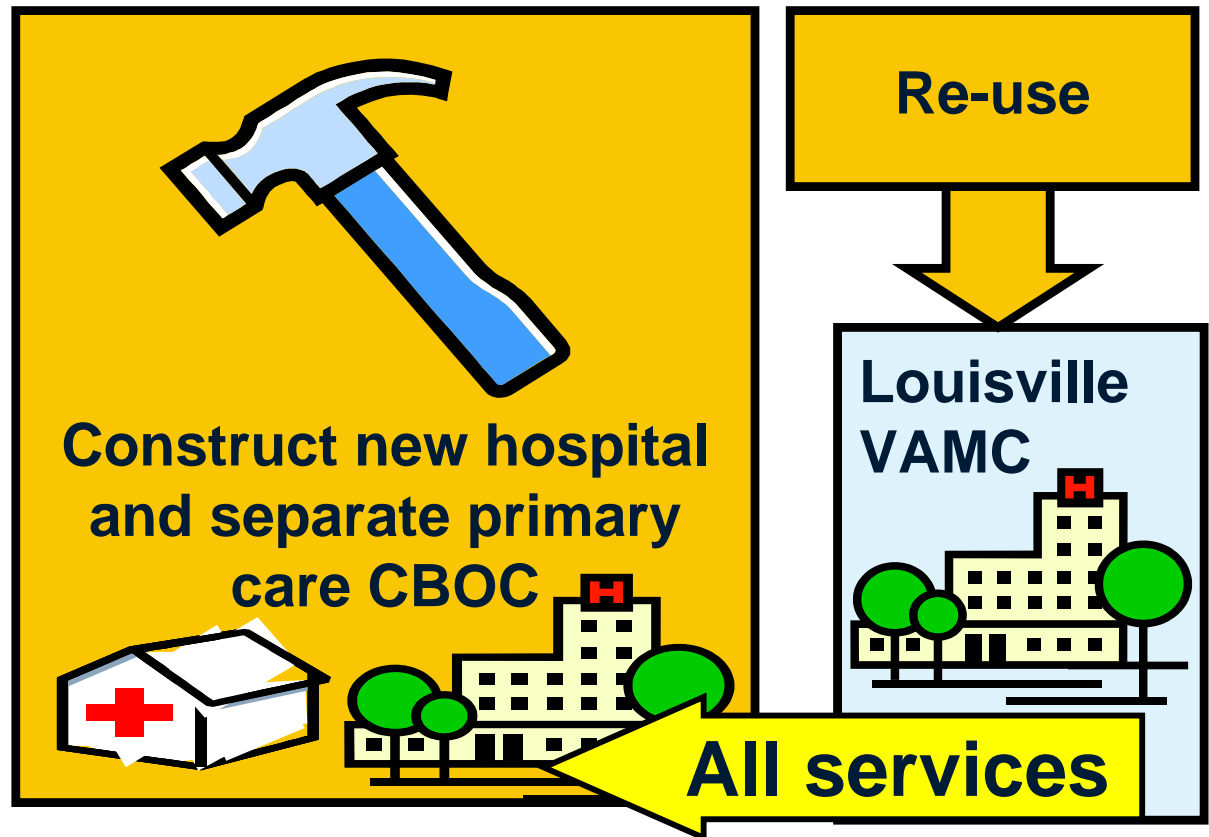 Construct new hospital
and separate primary
care CBOC
H
Re-use
Louisville
VAMC
H
All services